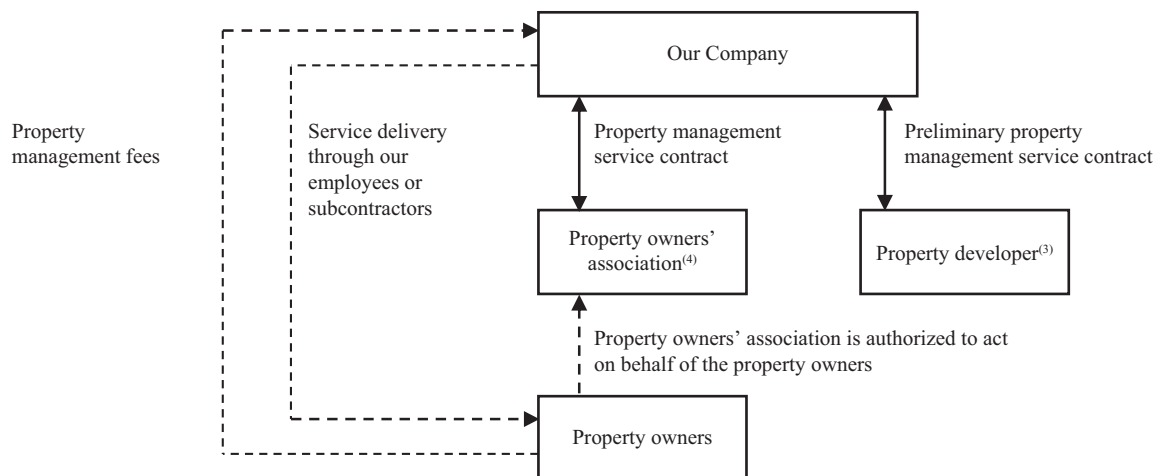 Our Company
Property
management fees
Service delivery
through our
employees or
subcontractors
Property management
service contract
Preliminary property
management service contract
Property owners’
association(4)
Property developer(3)
Property owners’ association is authorized to act
on behalf of the property owners
Property owners